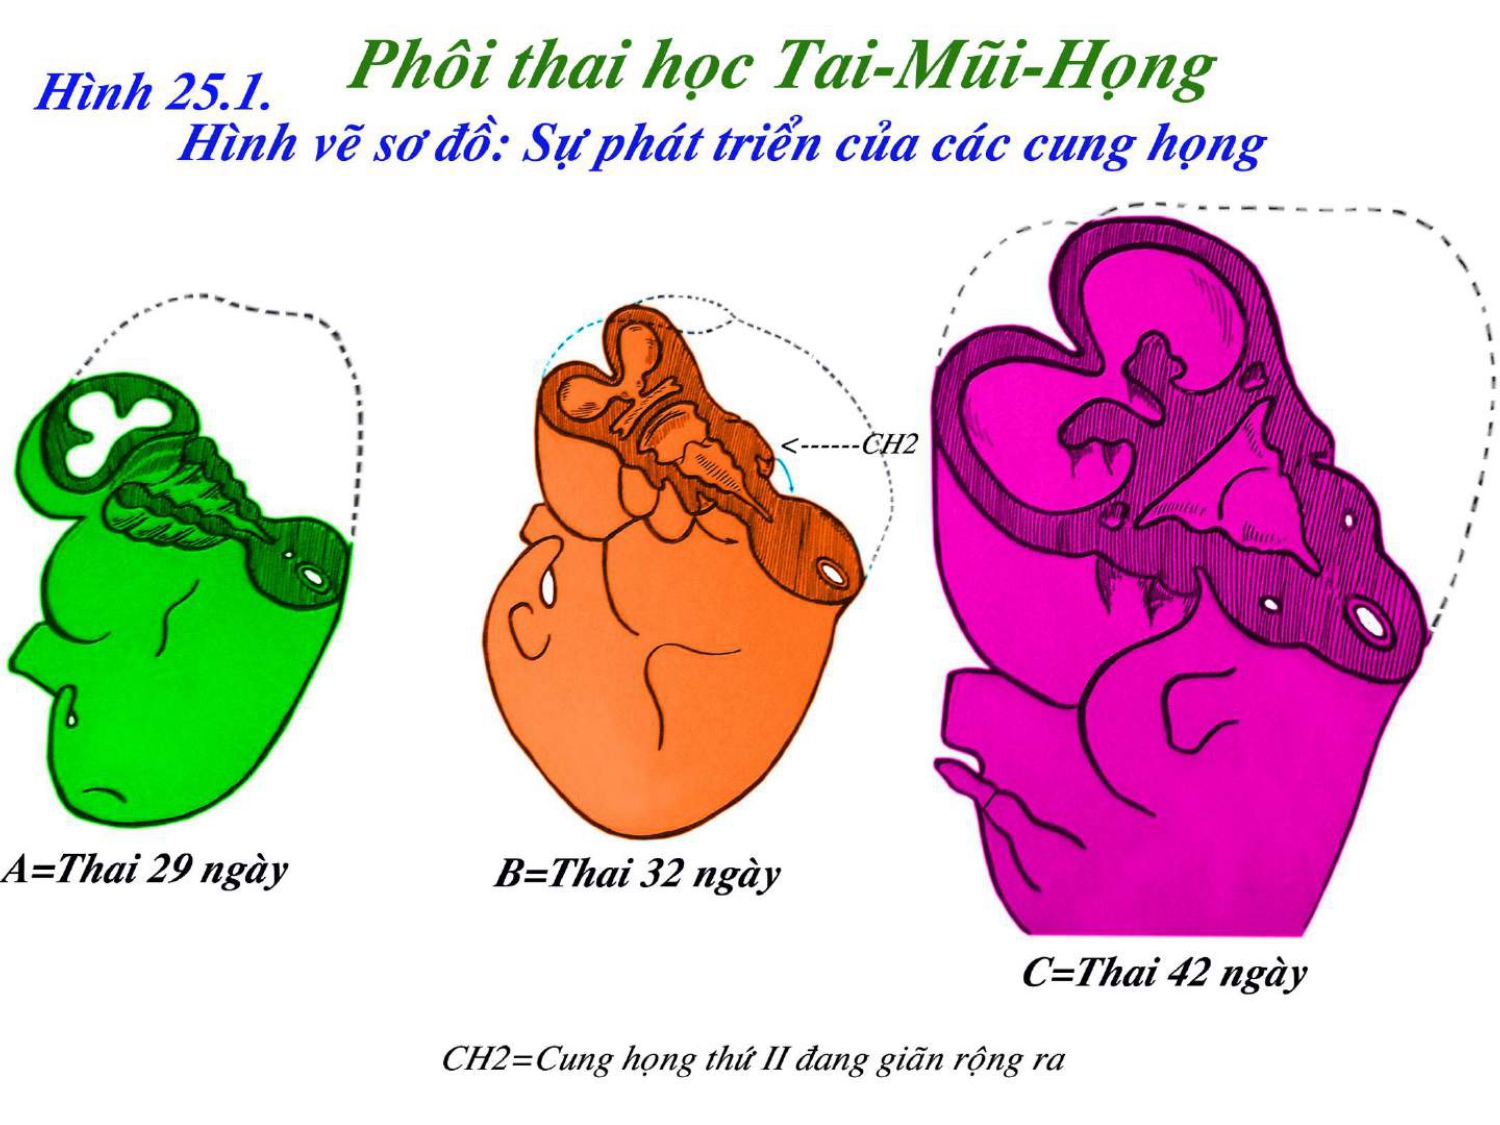 Phôi thai học Tai-Mũi-Họng
Hình 25.1.
Hình vẽ sơ đồ: Sự phát triển của các cung họng
<------CH2
A=Thai 29 ngày
B=Thai 32 ngày
C=Thai 42 ngày
CH2=Cung họng thứ II đang giãn rộng ra